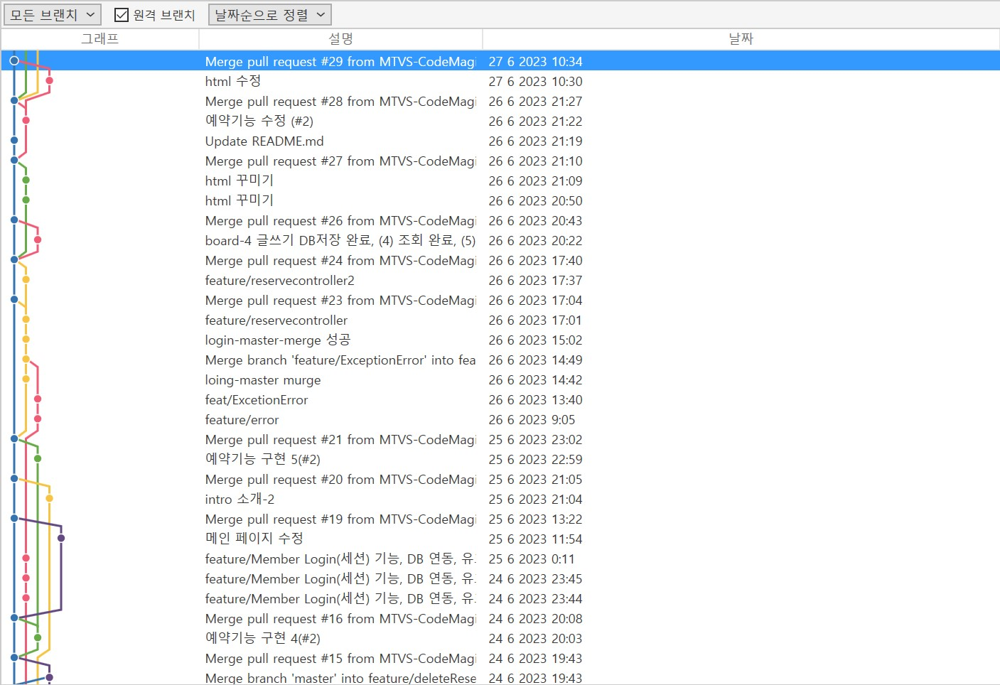 모든 브랜치 원격 브랜치 날짜순으로 정렬
그래프 설명 날짜
Merge pull request #29 from MTVS-CodeMagi 27 6 2023 10:34
html 수정 27 6 2023 10:30
Merge pull request #28 from MTVS-CodeMagi 26 6 2023 21:27
예약기능 수정 (#2) 26 6 2023 21:22
Update README.md 26 6 2023 21:19
Merge pull request #27 from MTVS-CodeMagi 26 6 2023 21:10
html 꾸미기 26 6 2023 21:09
html 꾸미기 26 6 2023 20:50
Merge pull request #26 from MTVS-CodeMagi 26 6 2023 20:43
board-4 글쓰기 DB저장 완료, (4) 조회 완료, (5) 26 6 2023 20:22
Merge pull request #24 from MTVS-CodeMagi 26 6 2023 17:40
feature/reservecontroller2 26 6 2023 17:37
Merge pull request #23 from MTVS-CodeMagi 26 6 2023 17:04
feature/reservecontroller 26 6 2023 17:01
login-master-merge 성공 26 6 2023 15:02
Merge branch 'feature/ExceptionError' into fea 26 6 2023 14:49
loing-master murge 26 6 2023 14:42
feat/ExcetionError 26 6 2023 13:40
feature/error 26 6 2023 9:05
Merge pull request #21 from MTVS-CodeMagi 25 6 2023 23:02
예약기능 구현 5(#2) 25 6 2023 22:59
Merge pull request #20 from MTVS-CodeMagi 25 6 2023 21:05
intro 소개-2 25 6 2023 21:04
Merge pull request #19 from MTVS-CodeMagi 25 6 2023 13:22
메인 페이지 수정 25 6 2023 11:54
feature/Member Login(세션) 기능, DB 연동, 유 25 6 2023 0:11
feature/Member Login(세션) 기능, DB 연동, 유 24 6 2023 23:45
feature/Member Login(세션) 기능, DB 연동, 유 24 6 2023 23:44
Merge pull request #16 from MTVS-CodeMagi 24 6 2023 20:08
예약기능 구현 4(#2) 24 6 2023 20:03
Merge pull request #15 from MTVS-CodeMagi 24 6 2023 19:43
Merge branch 'master' into feature/deleteRese 24 6 2023 19:43